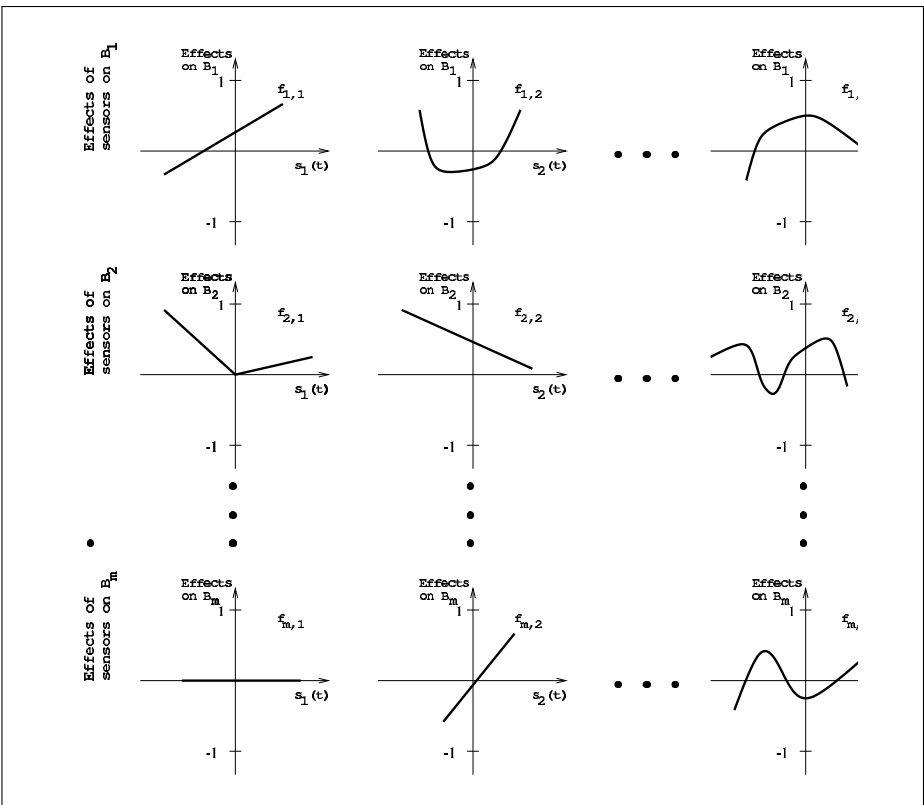 Effects of
sensors on B1
Effects
on B1
1
f1,1
s1(t)
-1
Effects
on B1
1
f1,2
s2(t)
-1
Effects
on B1
1
f1,
-1
Effects of
sensors on B2
Effects
on B2
1
f2,1
s1(t)
-1
Effects
on B2
1
f2,2
s2(t)
-1
Effects
on B2
1
f2,
-1
Effects of
sensors on Bm
Effects
on Bm
1
fm,1
s1(t)
-1
Effects
on Bm
1
fm,2
s2(t)
-1
Effects
on Bm
1
fm,
-1